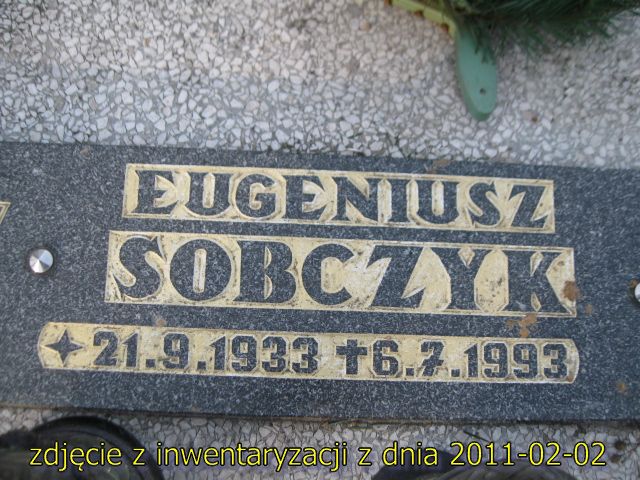 EUGENIUSZ
SOBCZYK
21.9.1933 ✝6.7.1993
zdjęcie z inwentaryzacji z dnia 2011-02-02